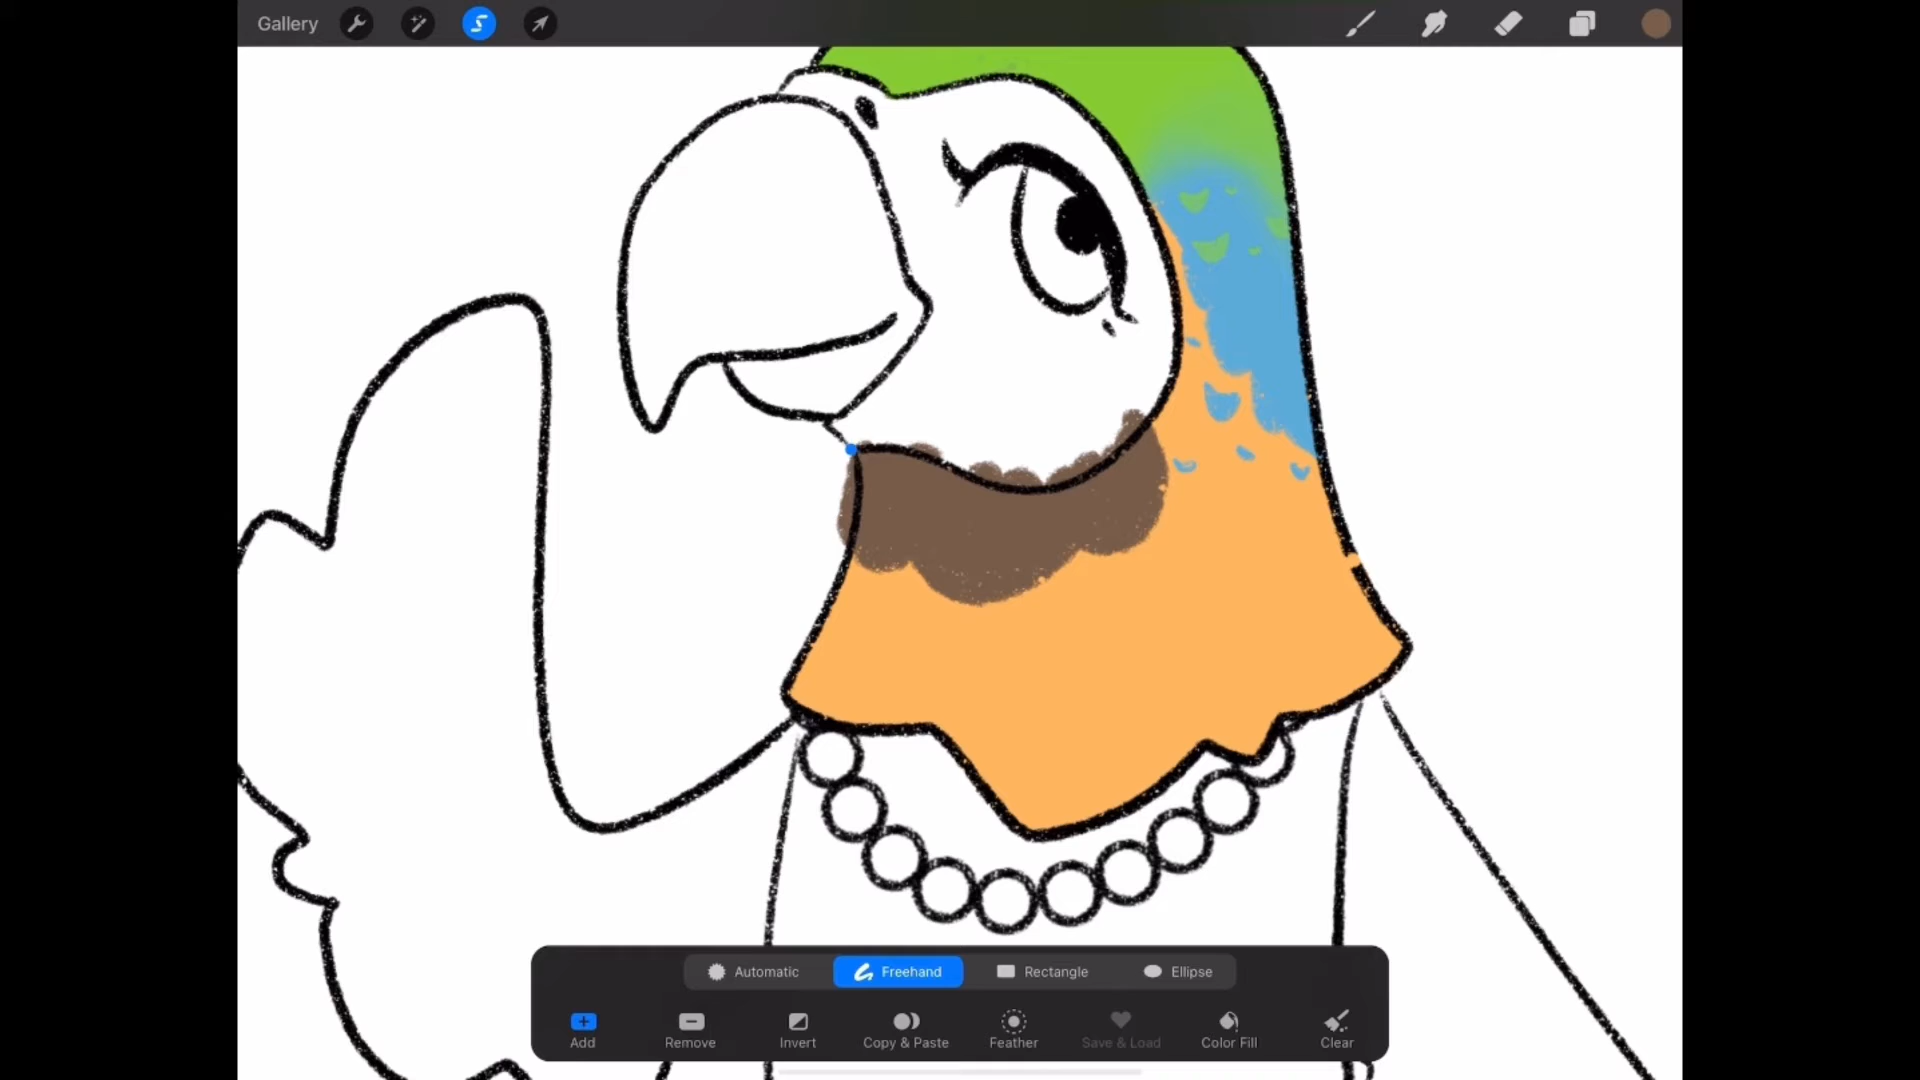 Gallery
Automatic
Freehand
Rectangle
Ellipse
Add
Remove
Invert
Copy & Paste
Feather
Save & Load
Color Fill
Clear